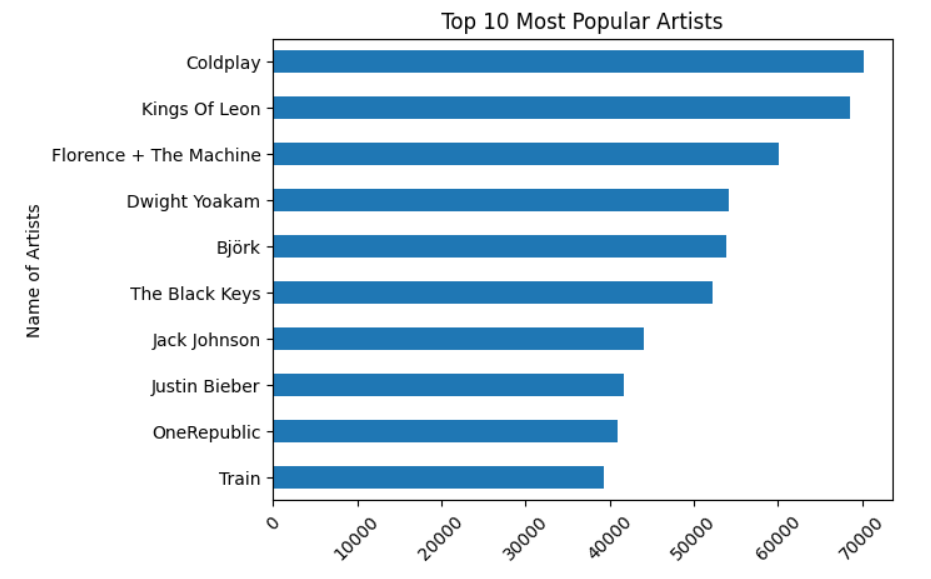 Top 10 Most Popular Artists
Name of Artists
Coldplay
Kings Of Leon
Florence + The Machine
Dwight Yoakam
Björk
The Black Keys
Jack Johnson
Justin Bieber
OneRepublic
Train
0
10000
20000
30000
40000
50000
60000
70000